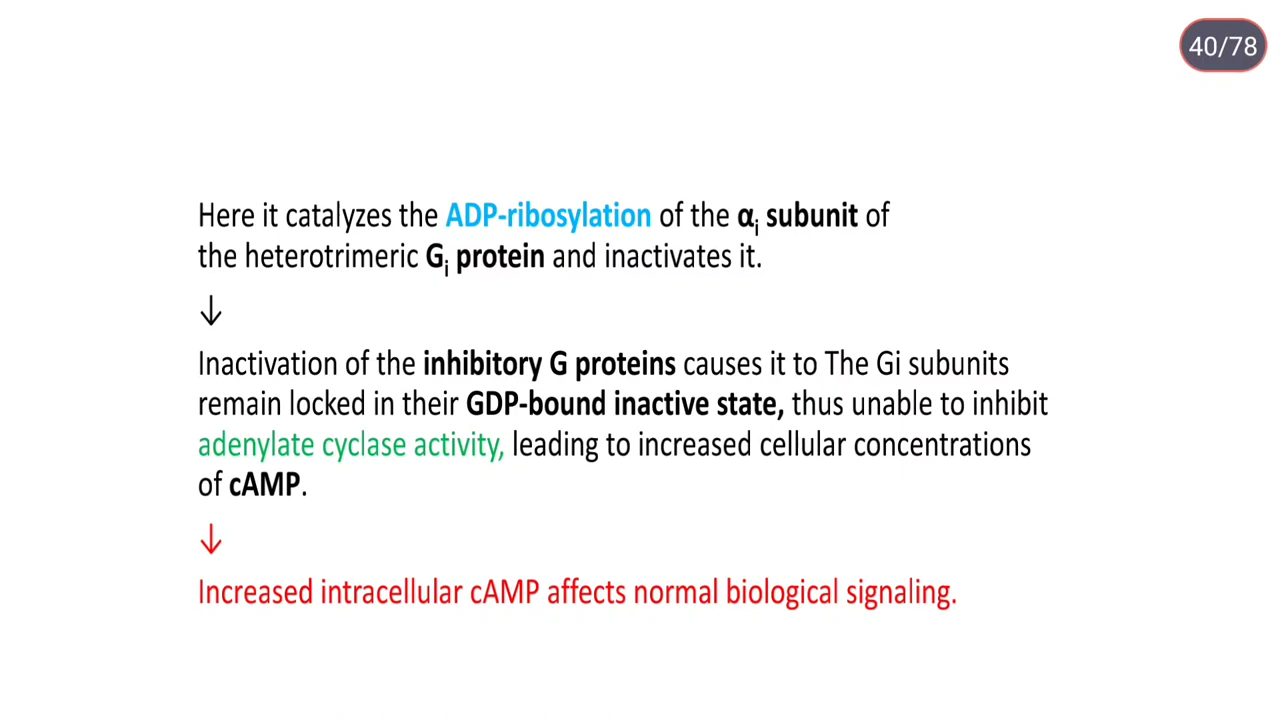 40/78
Here it catalyzes the ADP-ribosylation of the αi subunit of
the heterotrimeric Gi protein and inactivates it.
↓
Inactivation of the inhibitory G proteins causes it to The Gi subunits
remain locked in their GDP-bound inactive state, thus unable to inhibit
adenylate cyclase activity, leading to increased cellular concentrations
of cAMP.
↓
Increased intracellular cAMP affects normal biological signaling.